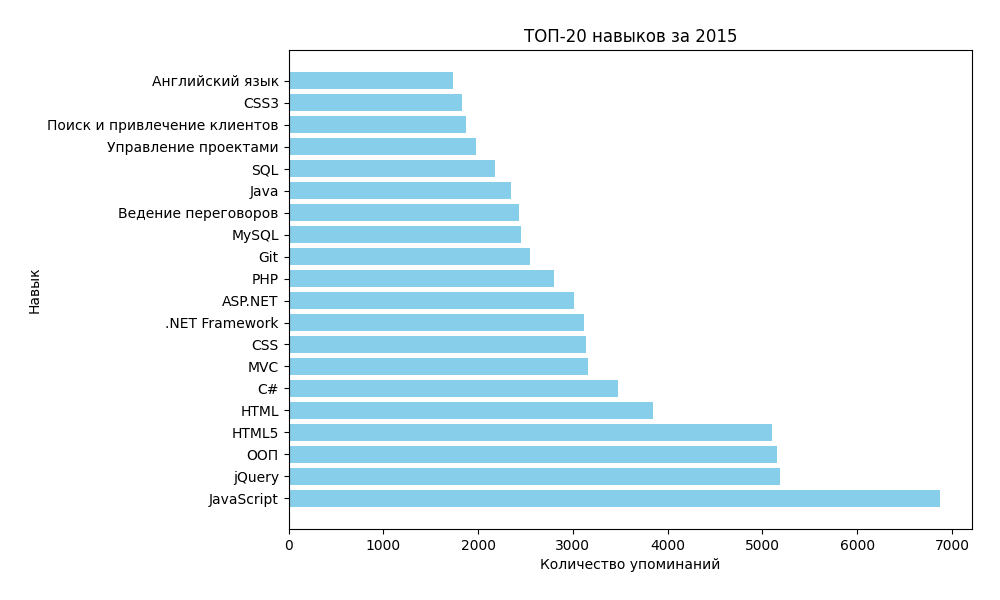 ТОП-20 навыков за 2015
Навык
Английский язык
CSS3
Поиск и привлечение клиентов
Управление проектами
SQL
Java
Ведение переговоров
MySQL
Git
PHP
ASP.NET
.NET Framework
CSS
MVC
C#
HTML
HTML5
ООП
jQuery
JavaScript
0 1000 2000 3000 4000 5000 6000 7000
Количество упоминаний